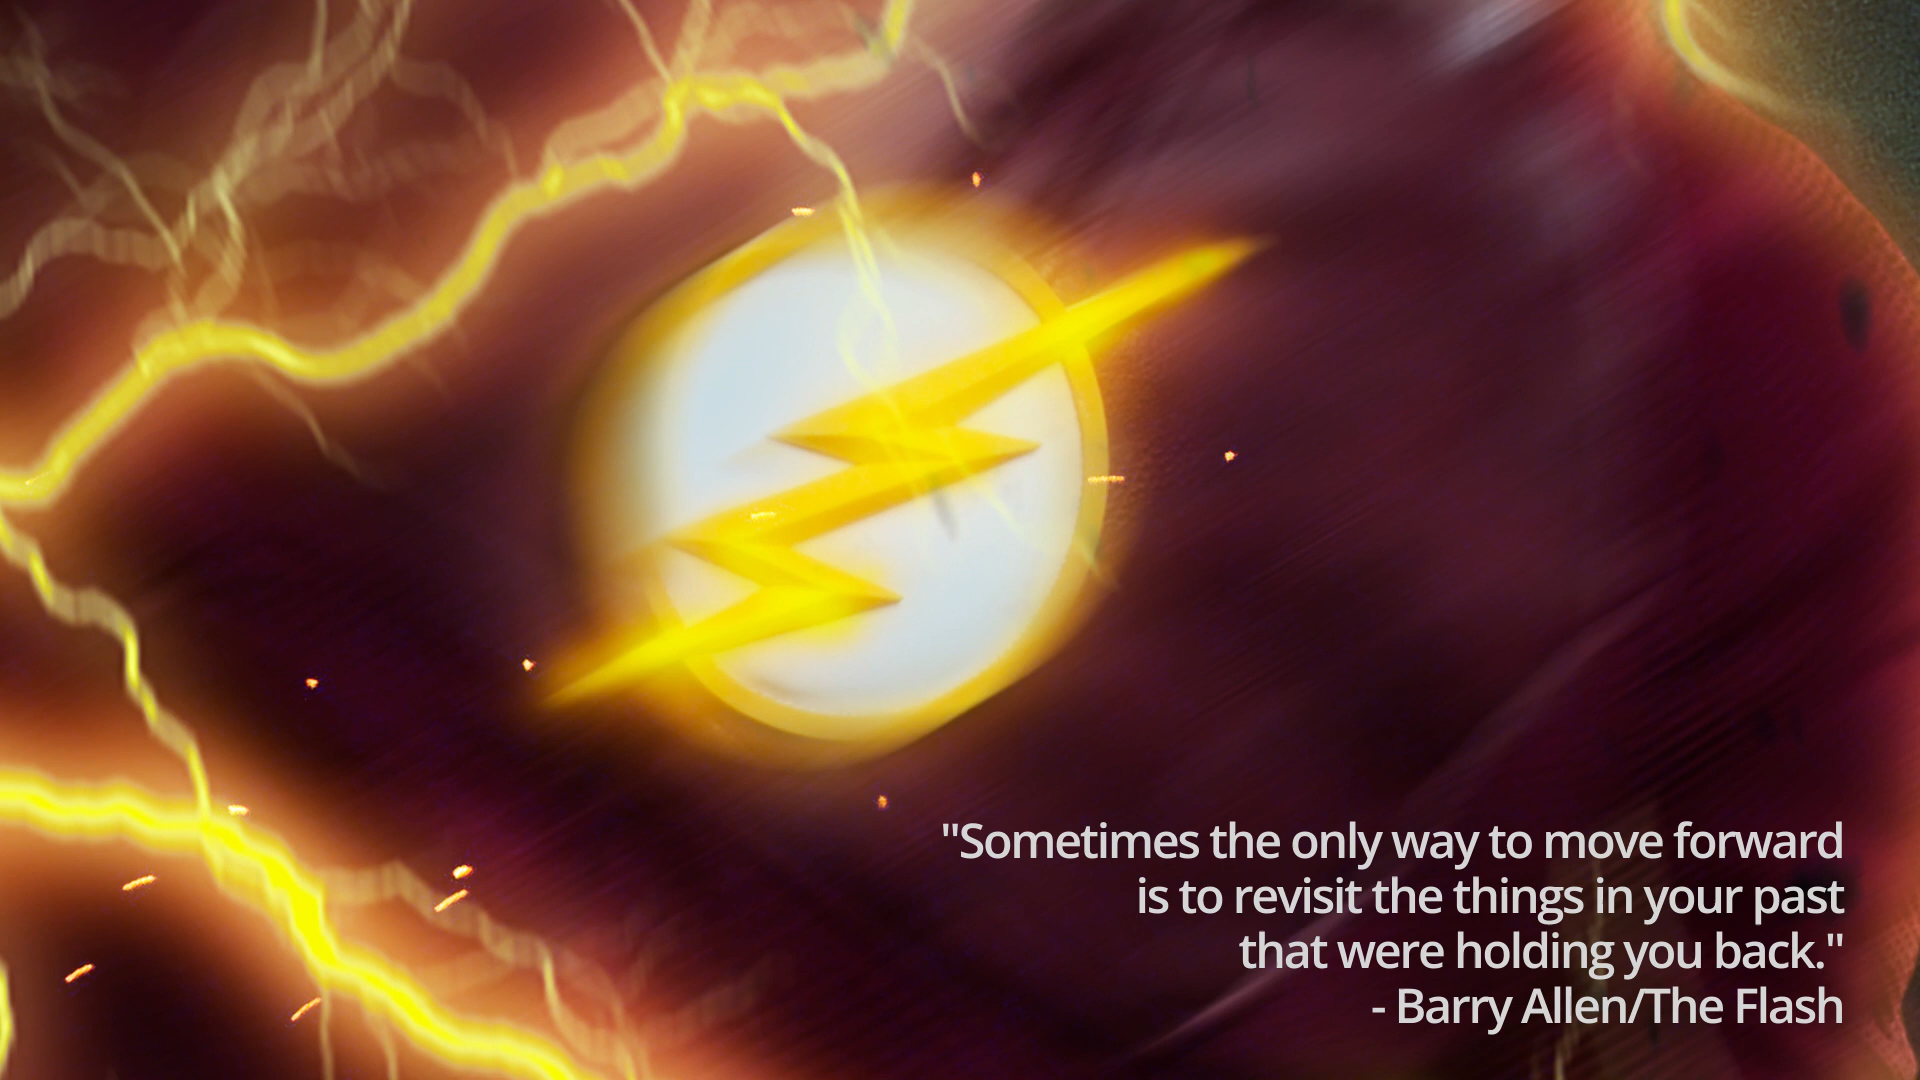 "Sometimes the only way to move forward
is to revisit the things in your past
that were holding you back."
- Barry Allen/The Flash